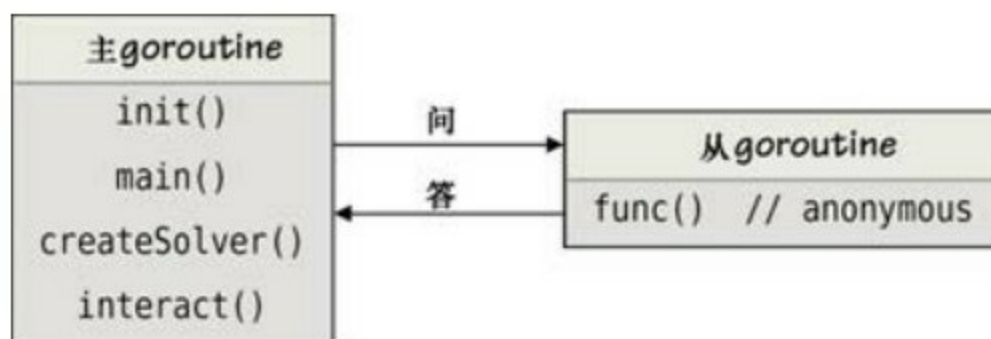 主goroutine
init()
main()
createSolver()
interact()
问
答
从goroutine
func() // anonymous